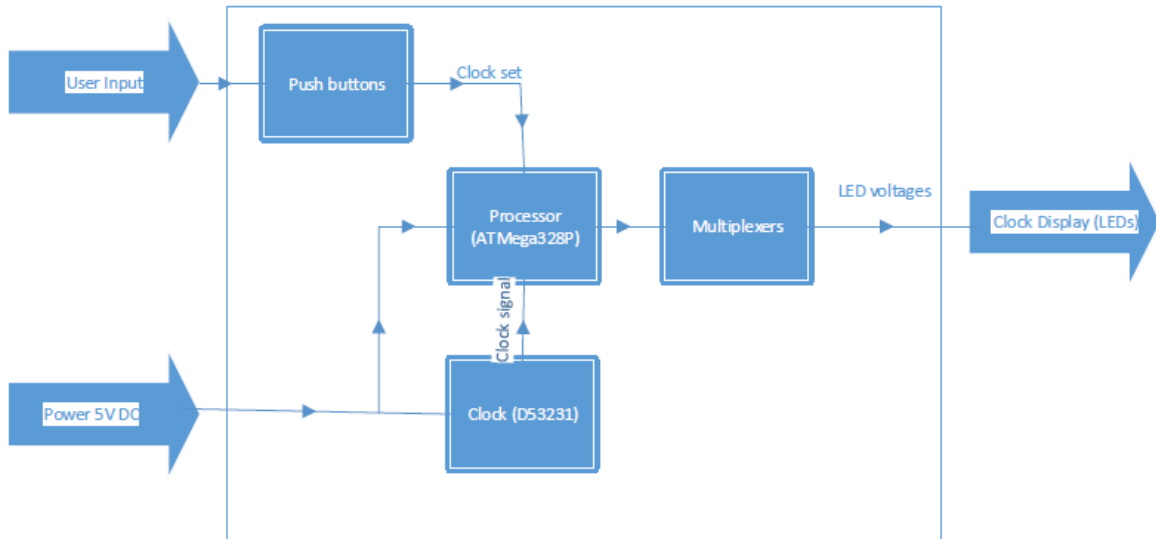 User Input
Push buttons
Clock set
Processor
(ATMega328P)
Multiplexers
LED voltages
Clock Display (LEDs)
Clock signal
Power 5V DC
Clock (D53231)